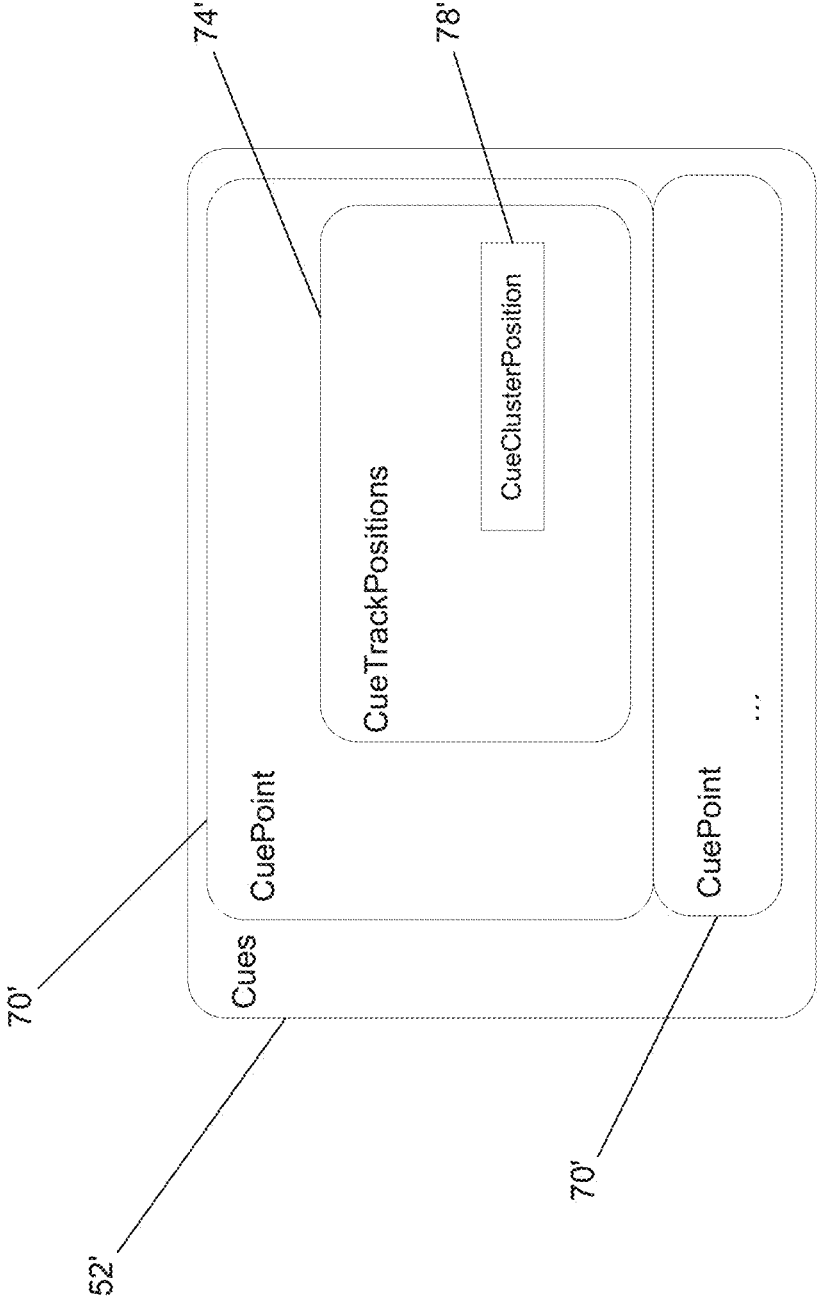 52'
70'
Cues
CuePoint
74'
CueTrackPositions
78'
CueClusterPosition
70'
CuePoint
...